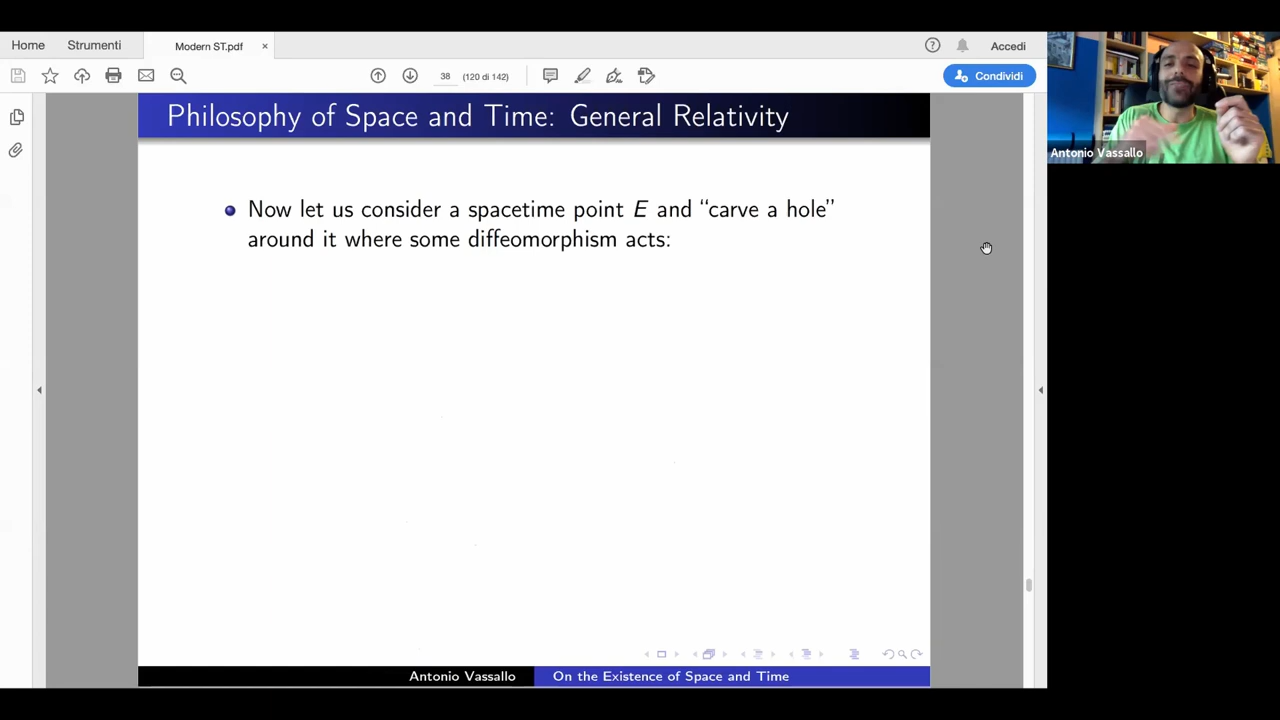 Home Strumenti Modern ST.pdf ×
Accedi
38 (120 di 142)
Condividi
Antonio Vassallo
Philosophy of Space and Time: General Relativity
Now let us consider a spacetime point E and “carve a hole”
around it where some diffeomorphism acts:
Antonio Vassallo On the Existence of Space and Time